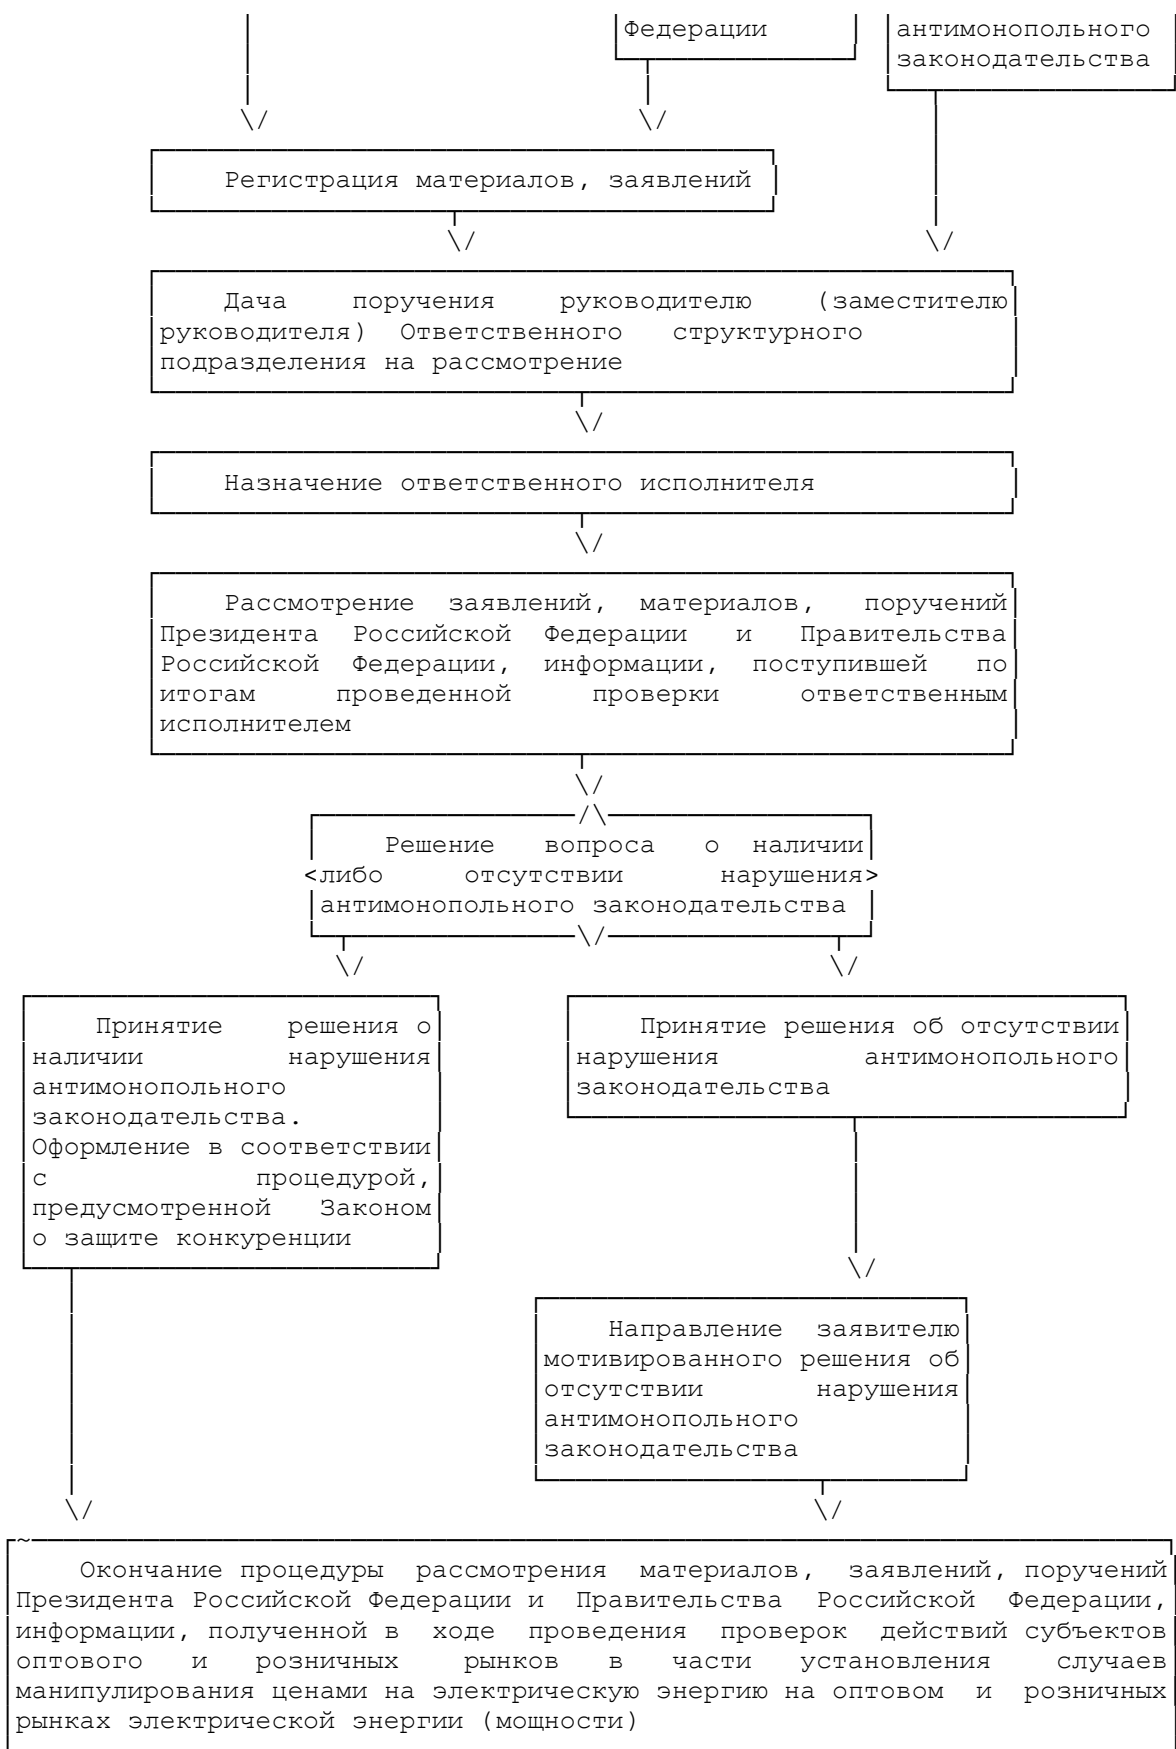 Федерации
антимонопольного
законодательства
Регистрация материалов, заявлений
Дача поручения руководителю (заместителю
руководителя) Ответственного структурного
подразделения на рассмотрение
Назначение ответственного исполнителя
Рассмотрение заявлений, материалов, поручений
Президента Российской Федерации и Правительства
Российской Федерации, информации, поступившей по
итогам проведенной проверки ответственным
исполнителем
Решение вопроса о наличии
<либо отсутствии нарушения>
антимонопольного законодательства
Принятие решения о
наличии нарушения
антимонопольного
законодательства.
Оформление в соответствии
с процедурой,
предусмотренной Законом
о защите конкуренции
Принятие решения об отсутствии
нарушения антимонопольного
законодательства
Направление заявителю
мотивированного решения об
отсутствии нарушения
антимонопольного
законодательства
Окончание процедуры рассмотрения материалов, заявлений, поручений
Президента Российской Федерации и Правительства Российской Федерации,
информации, полученной в ходе проведения проверок действий субъектов
оптового и розничных рынков в части установления случаев
манипулирования ценами на электрическую энергию на оптовом и розничных
рынках электрической энергии (мощности)